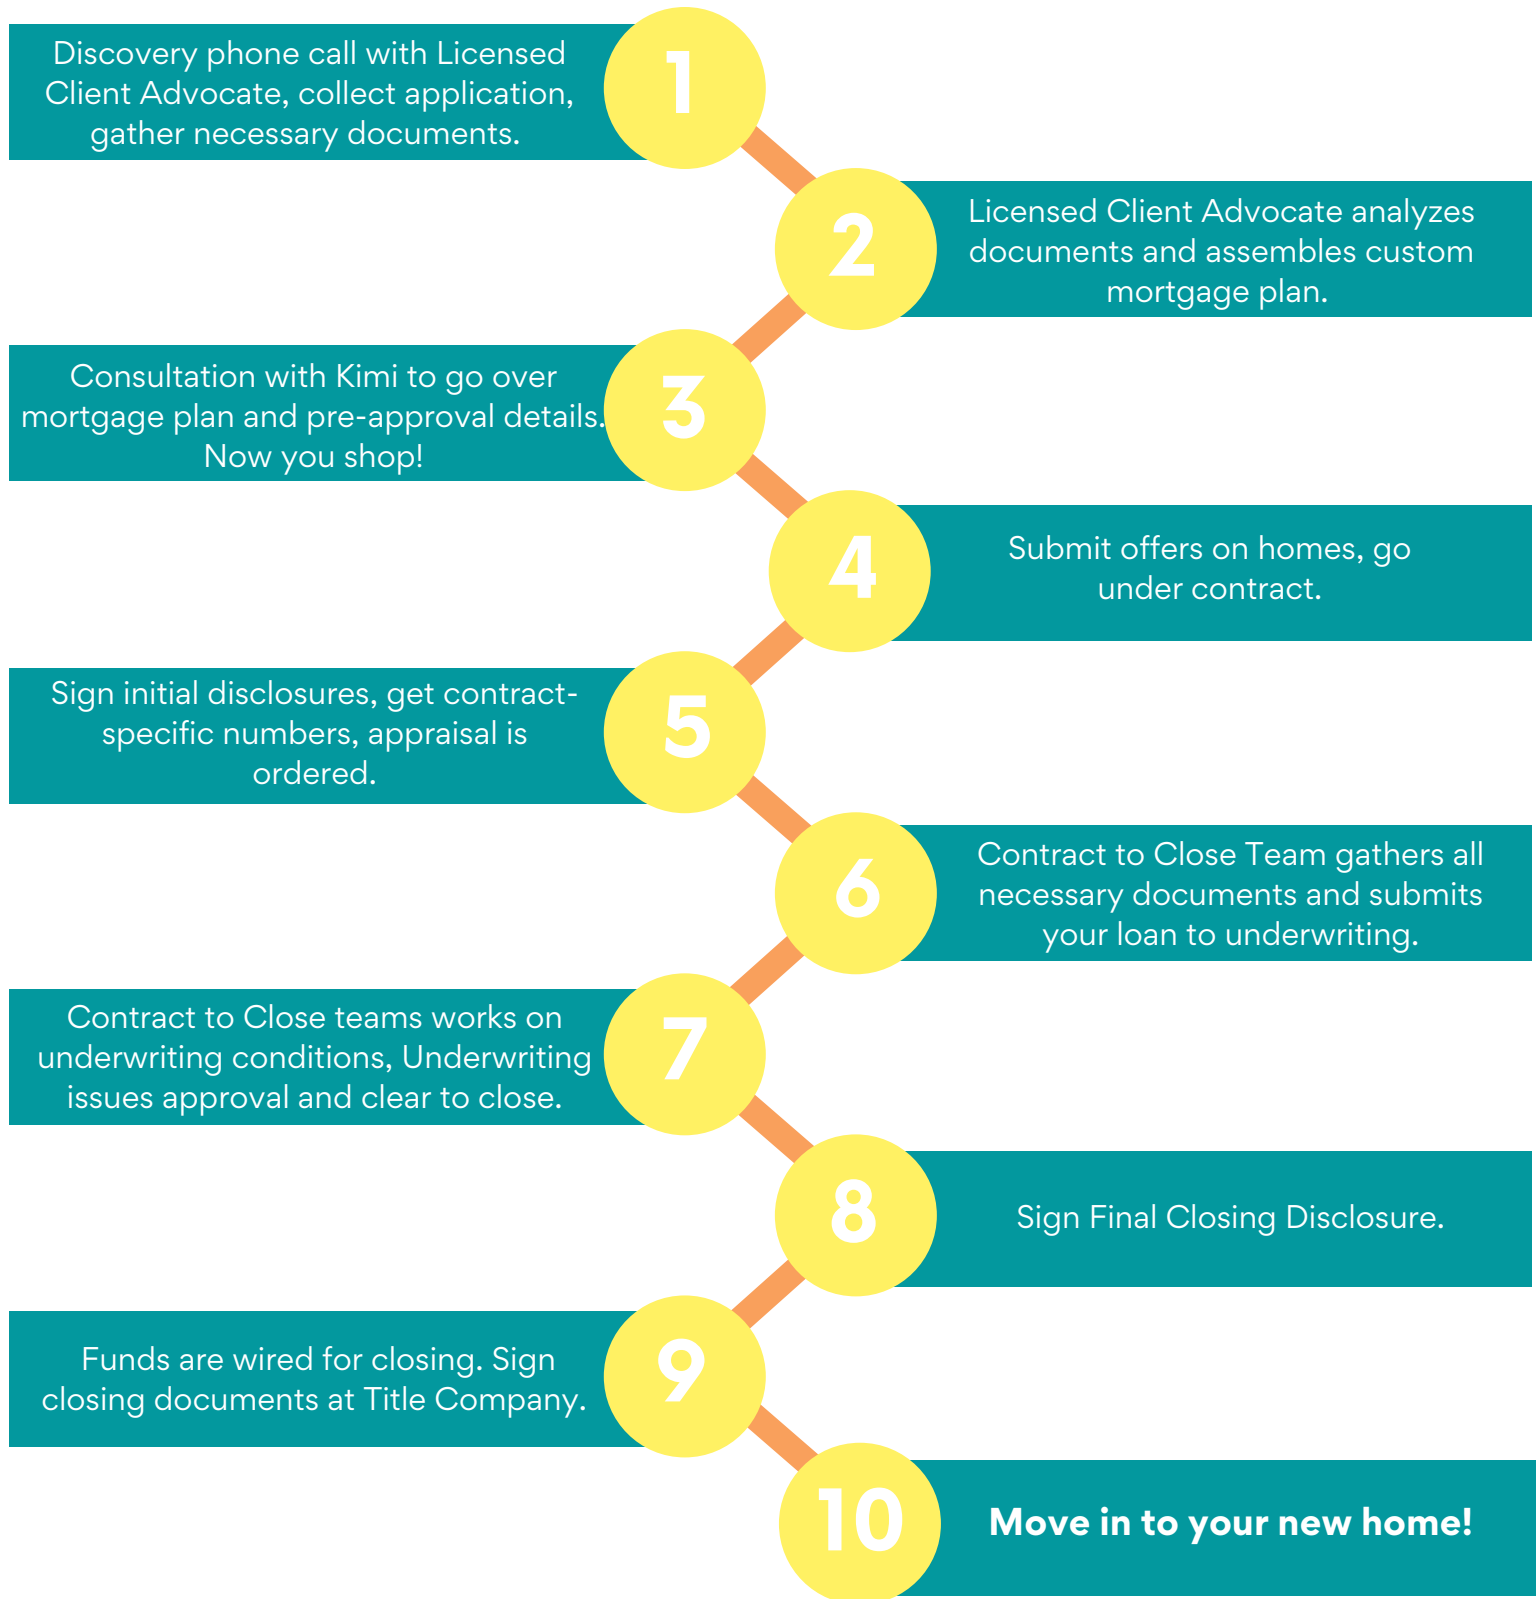 1
Discovery phone call with Licensed
Client Advocate, collect application,
gather necessary documents.
2
Licensed Client Advocate analyzes
documents and assembles custom
mortgage plan.
3
Consultation with Kimi to go over
mortgage plan and pre-approval details.
Now you shop!
4
Submit offers on homes, go
under contract.
5
Sign initial disclosures, get contract-
specific numbers, appraisal is
ordered.
6
Contract to Close Team gathers all
necessary documents and submits
your loan to underwriting.
7
Contract to Close teams works on
underwriting conditions, Underwriting
issues approval and clear to close.
8
Sign Final Closing Disclosure.
9
Funds are wired for closing. Sign
closing documents at Title Company.
10
Move in to your new home!